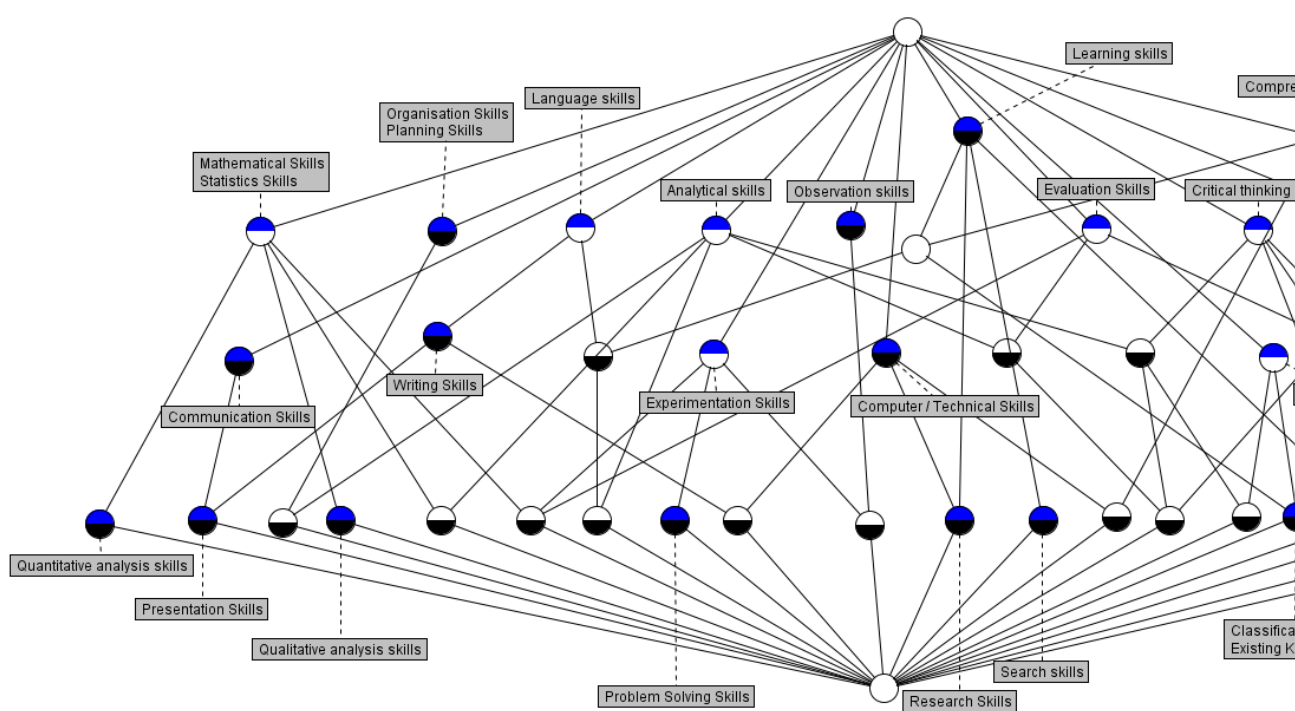 Learning skills
Compre
Language skills
Organisation Skills
Planning Skills
Mathematical Skills
Statistics Skills
Analytical skills
Observation skills
Evaluation Skills
Critical thinking
Writing Skills
Communication Skills
Experimentation Skills
Computer / Technical Skills
Quantitative analysis skills
Presentation Skills
Qualitative analysis skills
Classifica
Existing K
Search skills
Problem Solving Skills
Research Skills